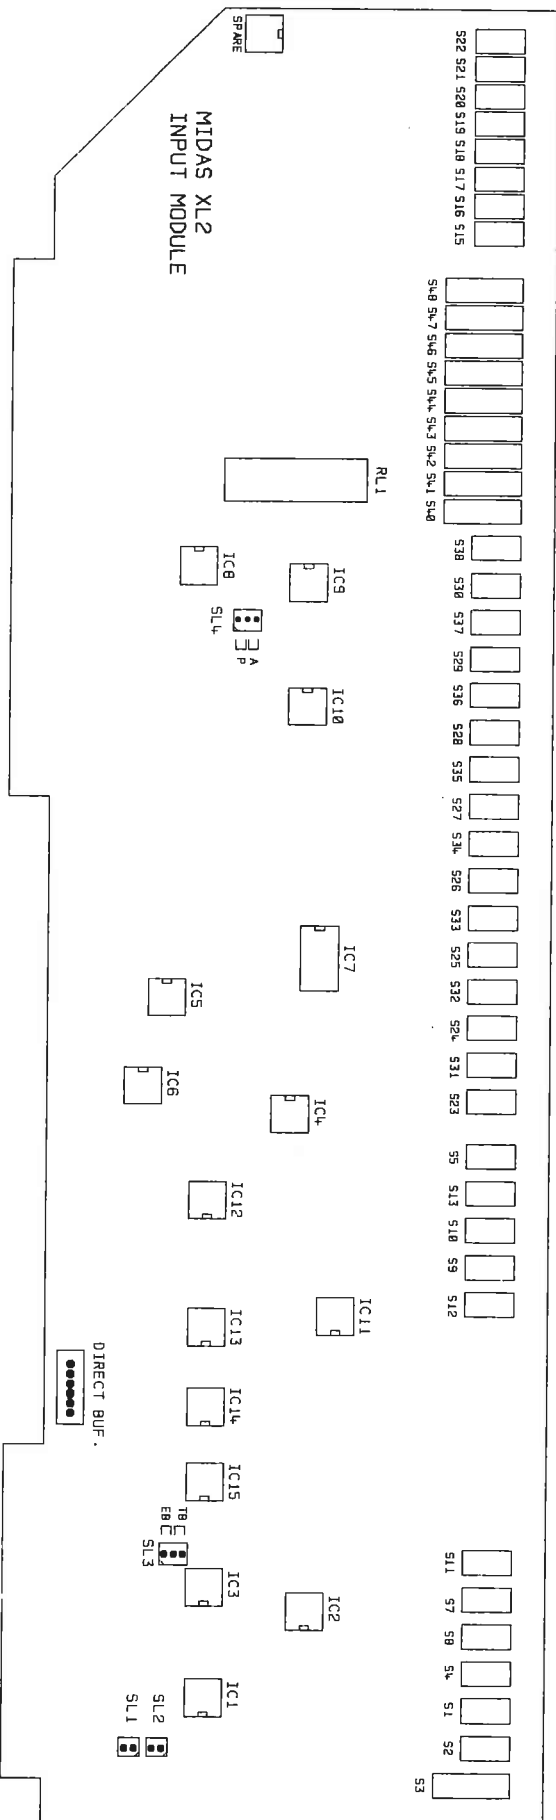 SPARE
S22
S21
S20
S19
S18
S17
S16
S15
MIDAS XL2
INPUT MODULE
S48
S47
S46
S45
S44
S43
S42
S41
S40
RL1
S38
IC8
IC9
S30
SL4
A
P
S37
S29
IC10
S36
S28
S35
S27
S34
S26
S33
IC7
S25
IC5
S32
S24
IC6
S31
IC4
S23
S5
IC12
S13
S10
S9
IC11
S12
IC13
DIRECT BUF.
IC14
IC15
TB
EB
SL3
S11
IC3
S7
IC2
S8
S4
IC1
SL2
SL1
S1
S2
S3